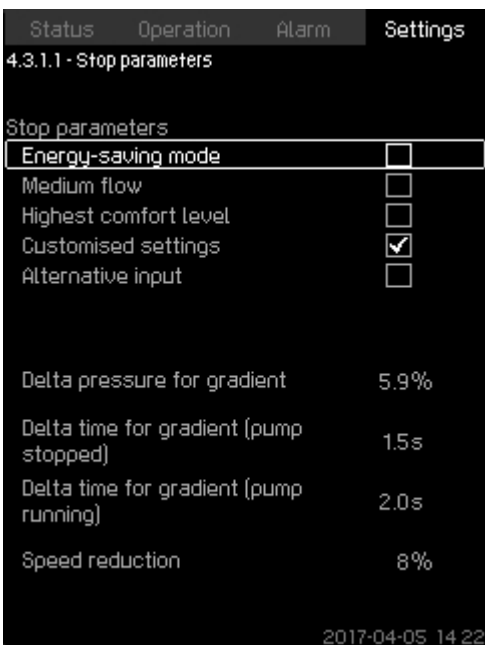 Status Operation Alarm Settings
4.3.1.1 - Stop parameters
Stop parameters
Energy-saving mode
Medium flow
Highest comfort level
Customised settings
Alternative input
Delta pressure for gradient 5.9%
Delta time for gradient (pump
stopped) 1.5s
Delta time for gradient (pump
running) 2.0s
Speed reduction 8%
2017-04-05 14:22